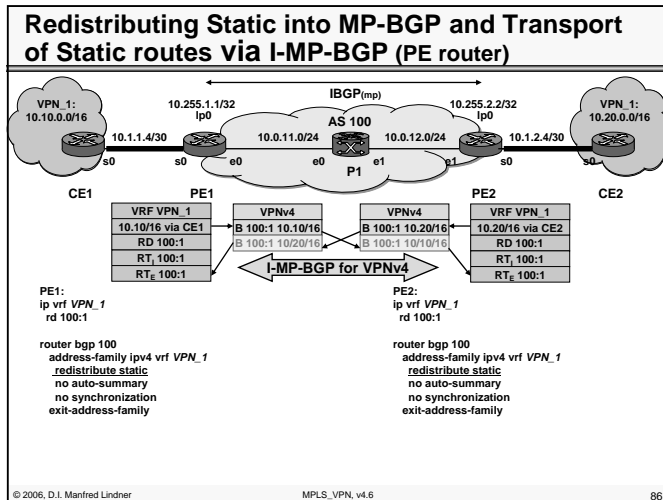 Redistributing Static into MP-BGP and Transport
of Static routes via I-MP-BGP (PE router)
IBGP(mp)
VPN_1:
10.10.0.0/16
10.255.1.1/32
lp0
AS 100
10.255.2.2/32
lp0
VPN_1:
10.20.0.0/16
10.1.1.4/30
10.0.11.0/24
10.0.12.0/24
10.1.2.4/30
s0
s0
e0
e0
e1
e1
s0
s0
P1
CE1
PE1
PE2
CE2
VRF VPN_1
10.10/16 via CE1
RD 100:1
RTI 100:1
RTE 100:1
VPNv4
B 100:1 10.10/16
B 100:1 10/20/16
VPNv4
B 100:1 10.20/16
B 100:1 10/10/16
VRF VPN_1
10.20/16 via CE2
RD 100:1
RTI 100:1
RTE 100:1
I-MP-BGP for VPNv4
PE1:
ip vrf VPN_1
rd 100:1
router bgp 100
address-family ipv4 vrf VPN_1
redistribute static
no auto-summary
no synchronization
exit-address-family
PE2:
ip vrf VPN_1
rd 100:1
router bgp 100
address-family ipv4 vrf VPN_1
redistribute static
no auto-summary
no synchronization
exit-address-family
© 2006, D.I. Manfred Lindner
MPLS_VPN, v4.6
86